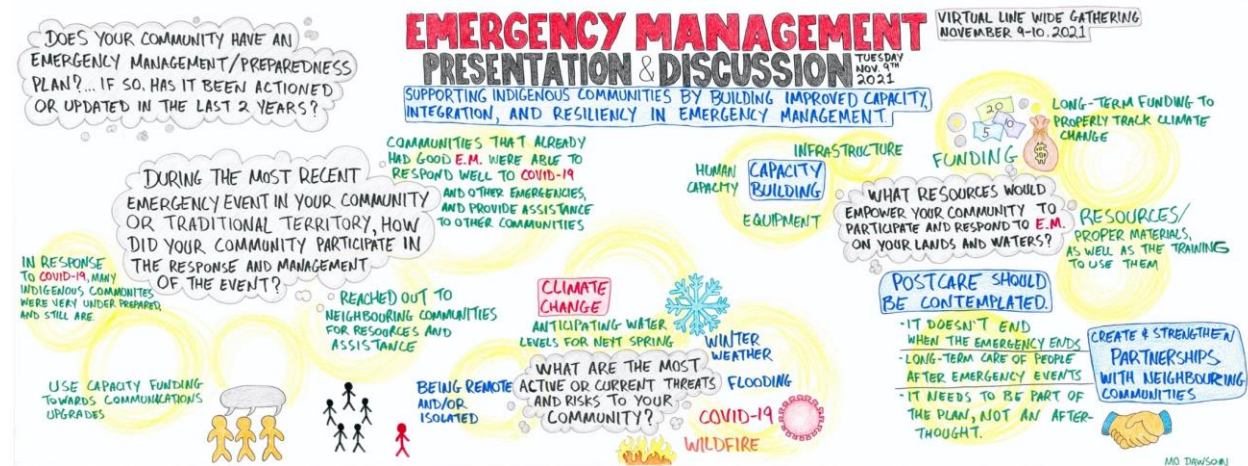 EMERGENCY MANAGEMENT
PRESENTATION & DISCUSSION
TUESDAY
NOV. 9TH
2021
VIRTUAL LINE WIDE GATHERING
NOVEMBER 9-10, 2021
SUPPORTING INDIGENOUS COMMUNITIES BY BUILDING IMPROVED CAPACITY,
INTEGRATION, AND RESILIENCY IN EMERGENCY MANAGEMENT.
DOES YOUR COMMUNITY HAVE AN
EMERGENCY MANAGEMENT/PREPAREDNESS
PLAN?... IF SO, HAS IT BEEN ACTIONED
OR UPDATED IN THE LAST 2 YEARS?
DURING THE MOST RECENT
EMERGENCY EVENT IN YOUR COMMUNITY
OR TRADITIONAL TERRITORY, HOW
DID YOUR COMMUNITY PARTICIPATE IN
THE RESPONSE AND MANAGEMENT
OF THE EVENT?
COMMUNITIES THAT ALREADY
HAD GOOD E.M. WERE ABLE TO
RESPOND WELL TO COVID-19
AND OTHER EMERGENCIES,
AND PROVIDE ASSISTANCE
TO OTHER COMMUNITIES
IN RESPONSE
TO COVID-19, MANY
INDIGENOUS COMMUNITES
WERE VERY UNDER PREPARED,
AND STILL ARE.
REACHED OUT TO
NEIGHBOURING COMMUNITIES
FOR RESOURCES AND
ASSISTANCE
USE CAPACITY FUNDING
TOWARDS COMMUNICATIONS
UPGRADES
WHAT ARE THE MOST
ACTIVE OR CURRENT THREATS
AND RISKS TO YOUR
COMMUNITY?
CLIMATE
CHANGE
ANTICIPATING WATER
LEVELS FOR NEXT SPRING
WINTER
WEATHER
FLOODING
BEING REMOTE
AND/OR
ISOLATED
COVID-19
WILDFIRE
WHAT RESOURCES WOULD
EMPOWER YOUR COMMUNITY TO
PARTICIPATE AND RESPOND TO E.M.
ON YOUR LANDS AND WATERS?
INFRASTRUCTURE
HUMAN
CAPACITY
CAPACITY
BUILDING
EQUIPMENT
20
5
10
$
FUNDING
LONG-TERM FUNDING TO
PROPERLY TRACK CLIMATE
CHANGE
RESOURCES/
PROPER MATERIALS,
AS WELL AS THE TRAINING
TO USE THEM
POSTCARE SHOULD
BE CONTEMPLATED.
- IT DOESN'T END
WHEN THE EMERGENCY ENDS
- LONG-TERM CARE OF PEOPLE
AFTER EMERGENCY EVENTS
- IT NEEDS TO BE PART OF
THE PLAN, NOT AN AFTER-
THOUGHT.
CREATE & STRENGTHEN
PARTNERSHIPS
WITH NEIGHBOURING
COMMUNITIES
MO DAWSON